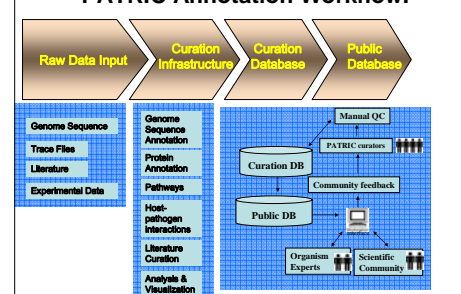 PATRIC Annotation Workflow:
Raw Data Input
Curation
Infrastructure
Curation
Database
Public
Database
Genome Sequence
Trace Files
Literature
Experimental Data
Genome
Sequence
Annotation
Protein
Annotation
Pathways
Host-
pathogen
Interactions
Literature
Curation
Analysis &
Visualization
Manual QC
PATRIC curators
Curation DB
Community feedback
Public DB
Organism
Experts
Scientific
Community